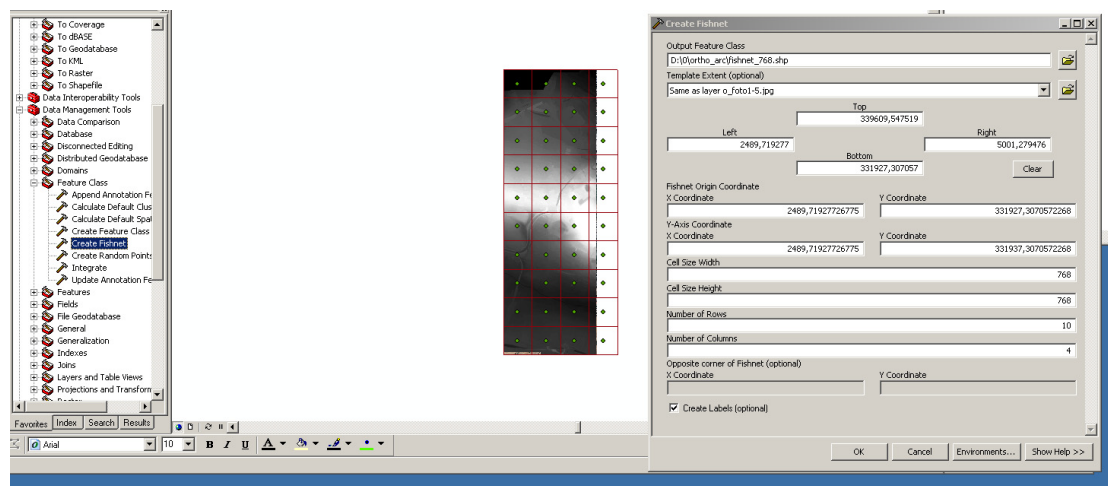 To Coverage
To dBASE
To Geodatabase
To KML
To Raster
To Shapefile
Data Interoperability Tools
Data Management Tools
Data Comparison
Database
Disconnected Editing
Distributed Geodatabase
Domains
Feature Class
Append Annotation Fe
Calculate Default Clus
Calculate Default Spat
Create Feature Class
Create Fishnet
Create Random Points
Integrate
Update Annotation Fe
Features
Fields
File Geodatabase
General
Generalization
Indexes
Joins
Layers and Table Views
Projections and Transform
Favorites Index Search Results
Arial 10 B I U A
Create Fishnet
Output Feature Class
D:\0\ortho_arc\fishnet_768.shp
Template Extent (optional)
Same as layer o_foto1-5.jpg
Top
339609,547519
Left Right
2489,719277 5001,279476
Bottom
331927,307057 Clear
Fishnet Origin Coordinate
X Coordinate Y Coordinate
2489,71927726775 331927,3070572268
Y-Axis Coordinate
X Coordinate Y Coordinate
2489,71927726775 331937,3070572268
Cell Size Width
768
Cell Size Height
768
Number of Rows
10
Number of Columns
4
Opposite corner of Fishnet (optional)
X Coordinate Y Coordinate
Create Labels (optional)
OK Cancel Environments... Show Help >>